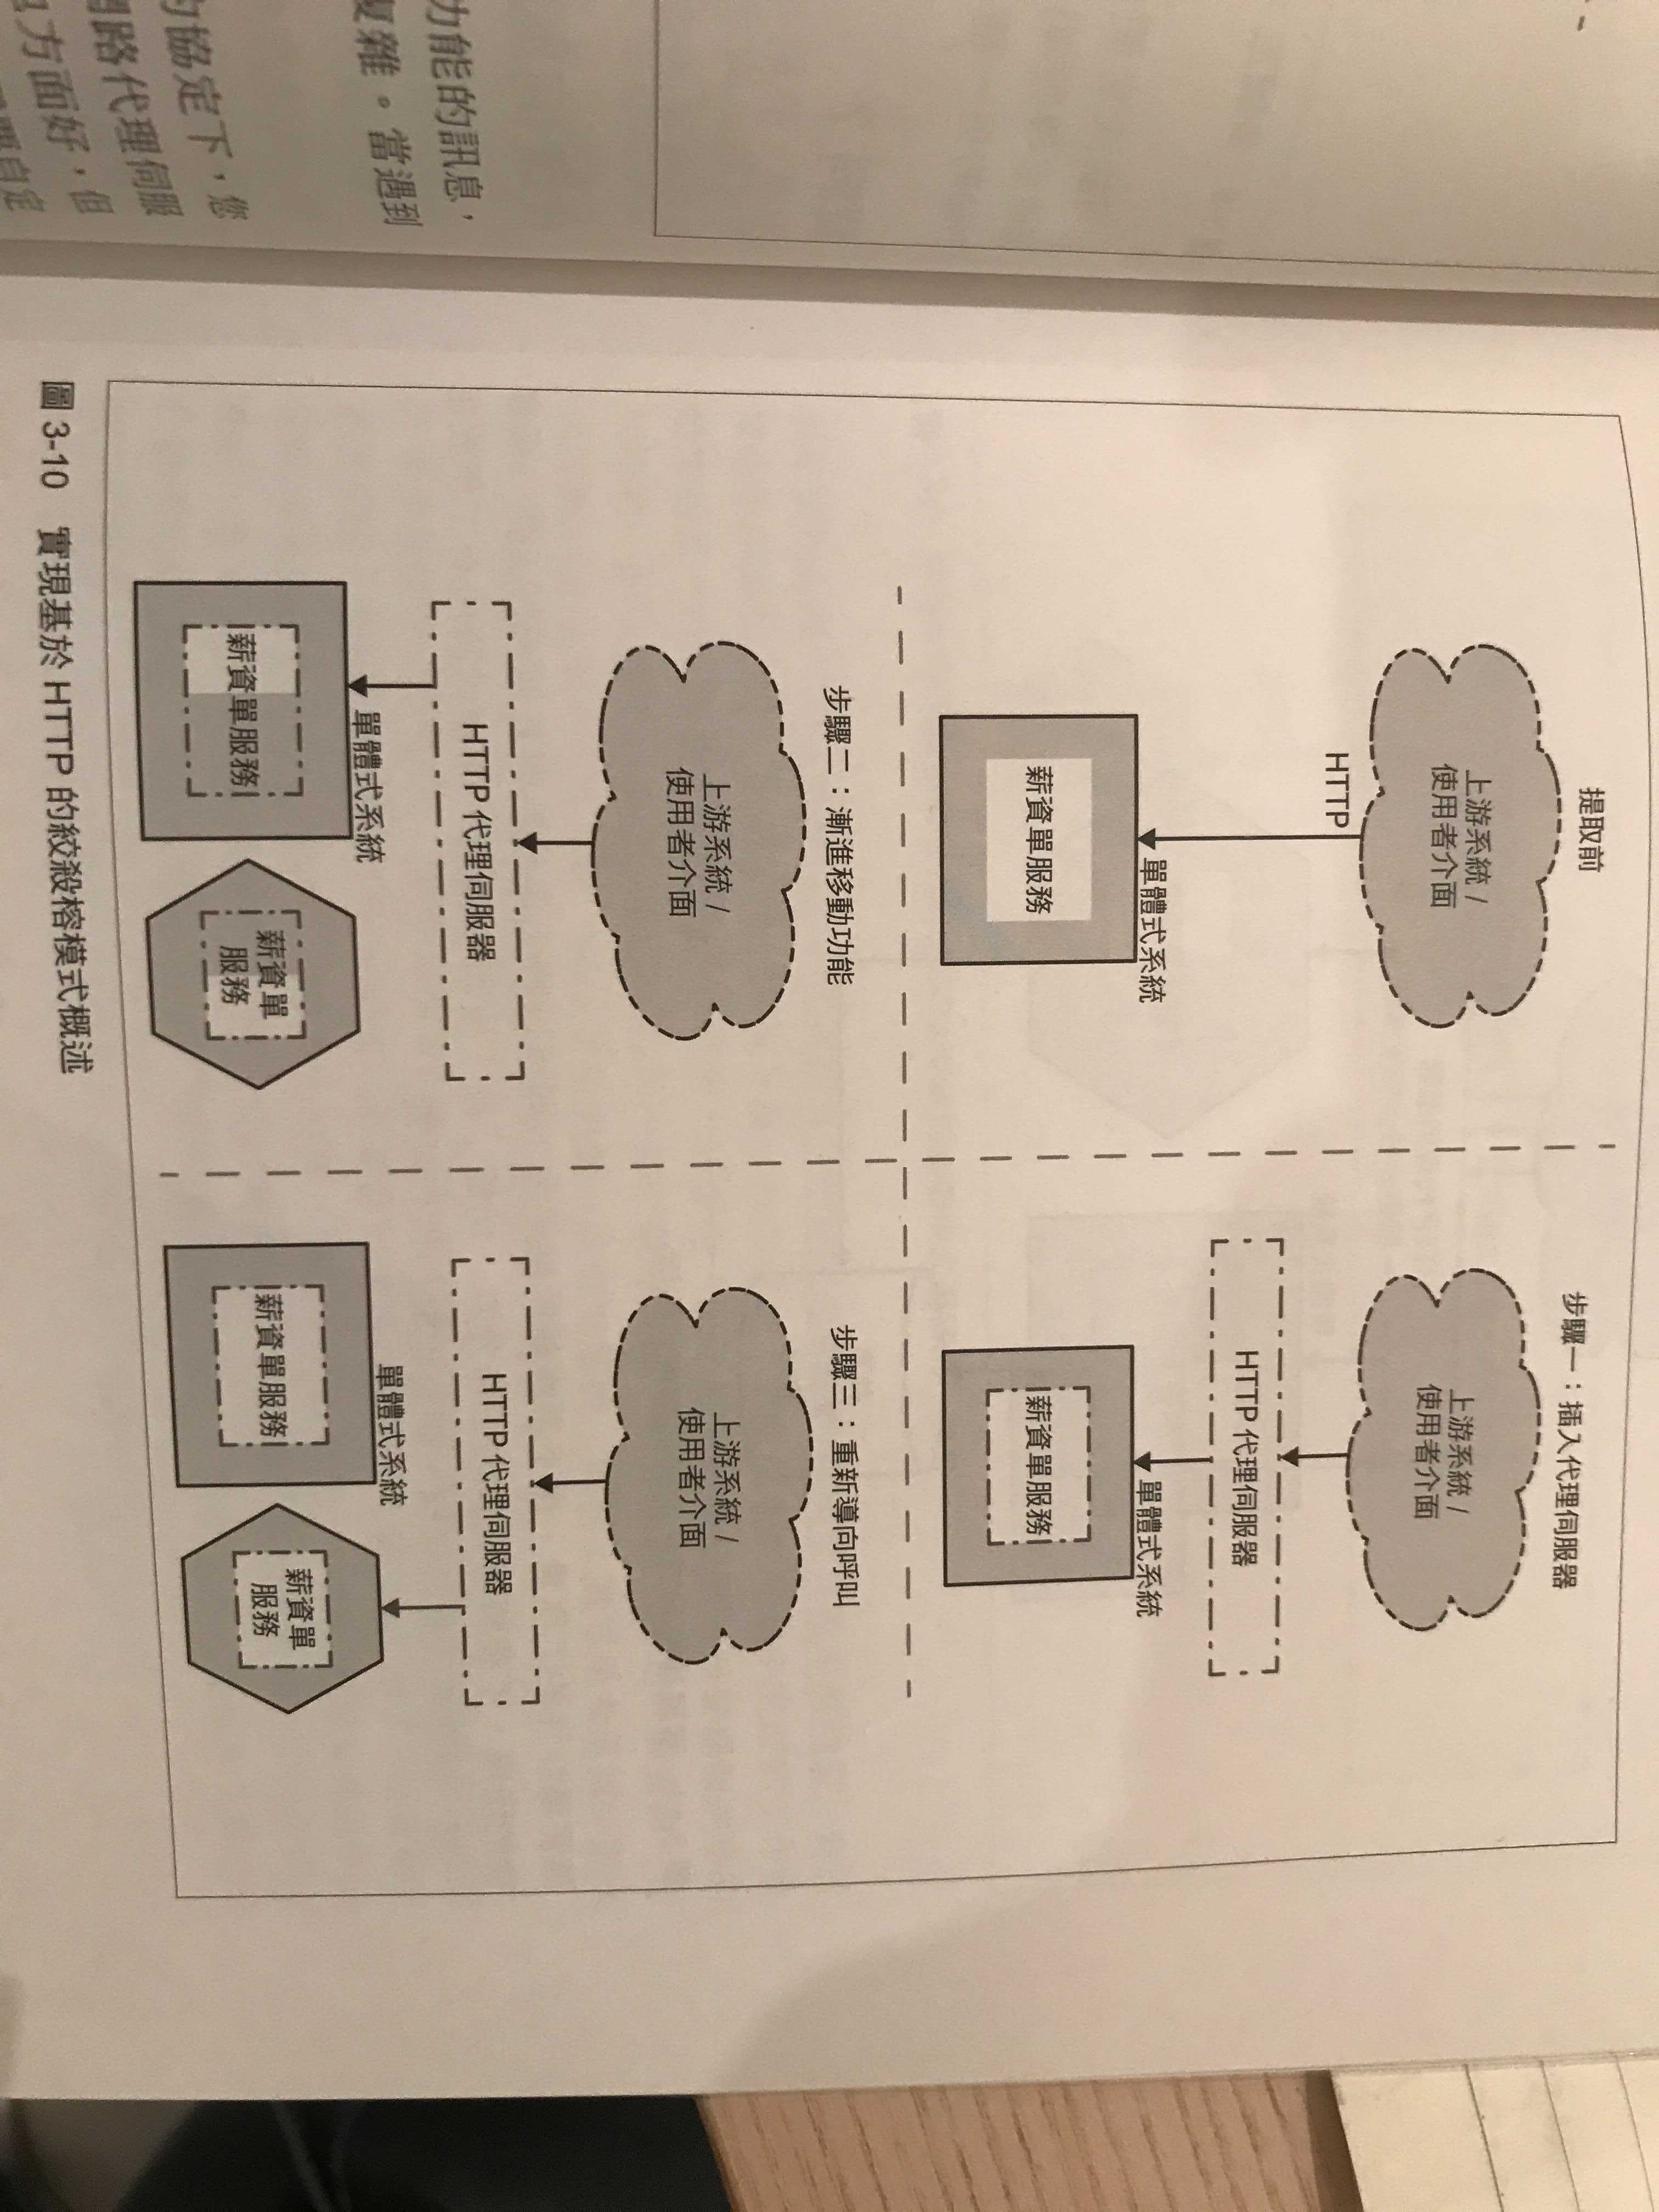 提取前
上游系統 /
使用者介面
HTTP
單體式系統
薪資單服務
步驟一：插入代理伺服器
上游系統 /
使用者介面
HTTP 代理伺服器
單體式系統
薪資單服務
步驟二：漸進移動功能
上游系統 /
使用者介面
HTTP 代理伺服器
單體式系統
薪資單服務
薪資單
服務
步驟三：重新導向呼叫
上游系統 /
使用者介面
HTTP 代理伺服器
單體式系統
薪資單服務
薪資單
服務
圖 3-10 實現基於 HTTP 的絞殺榕模式概述
功能的訊息，
複雜。當遇到
的協定下，您
網路代理伺服
方面好，但
自定